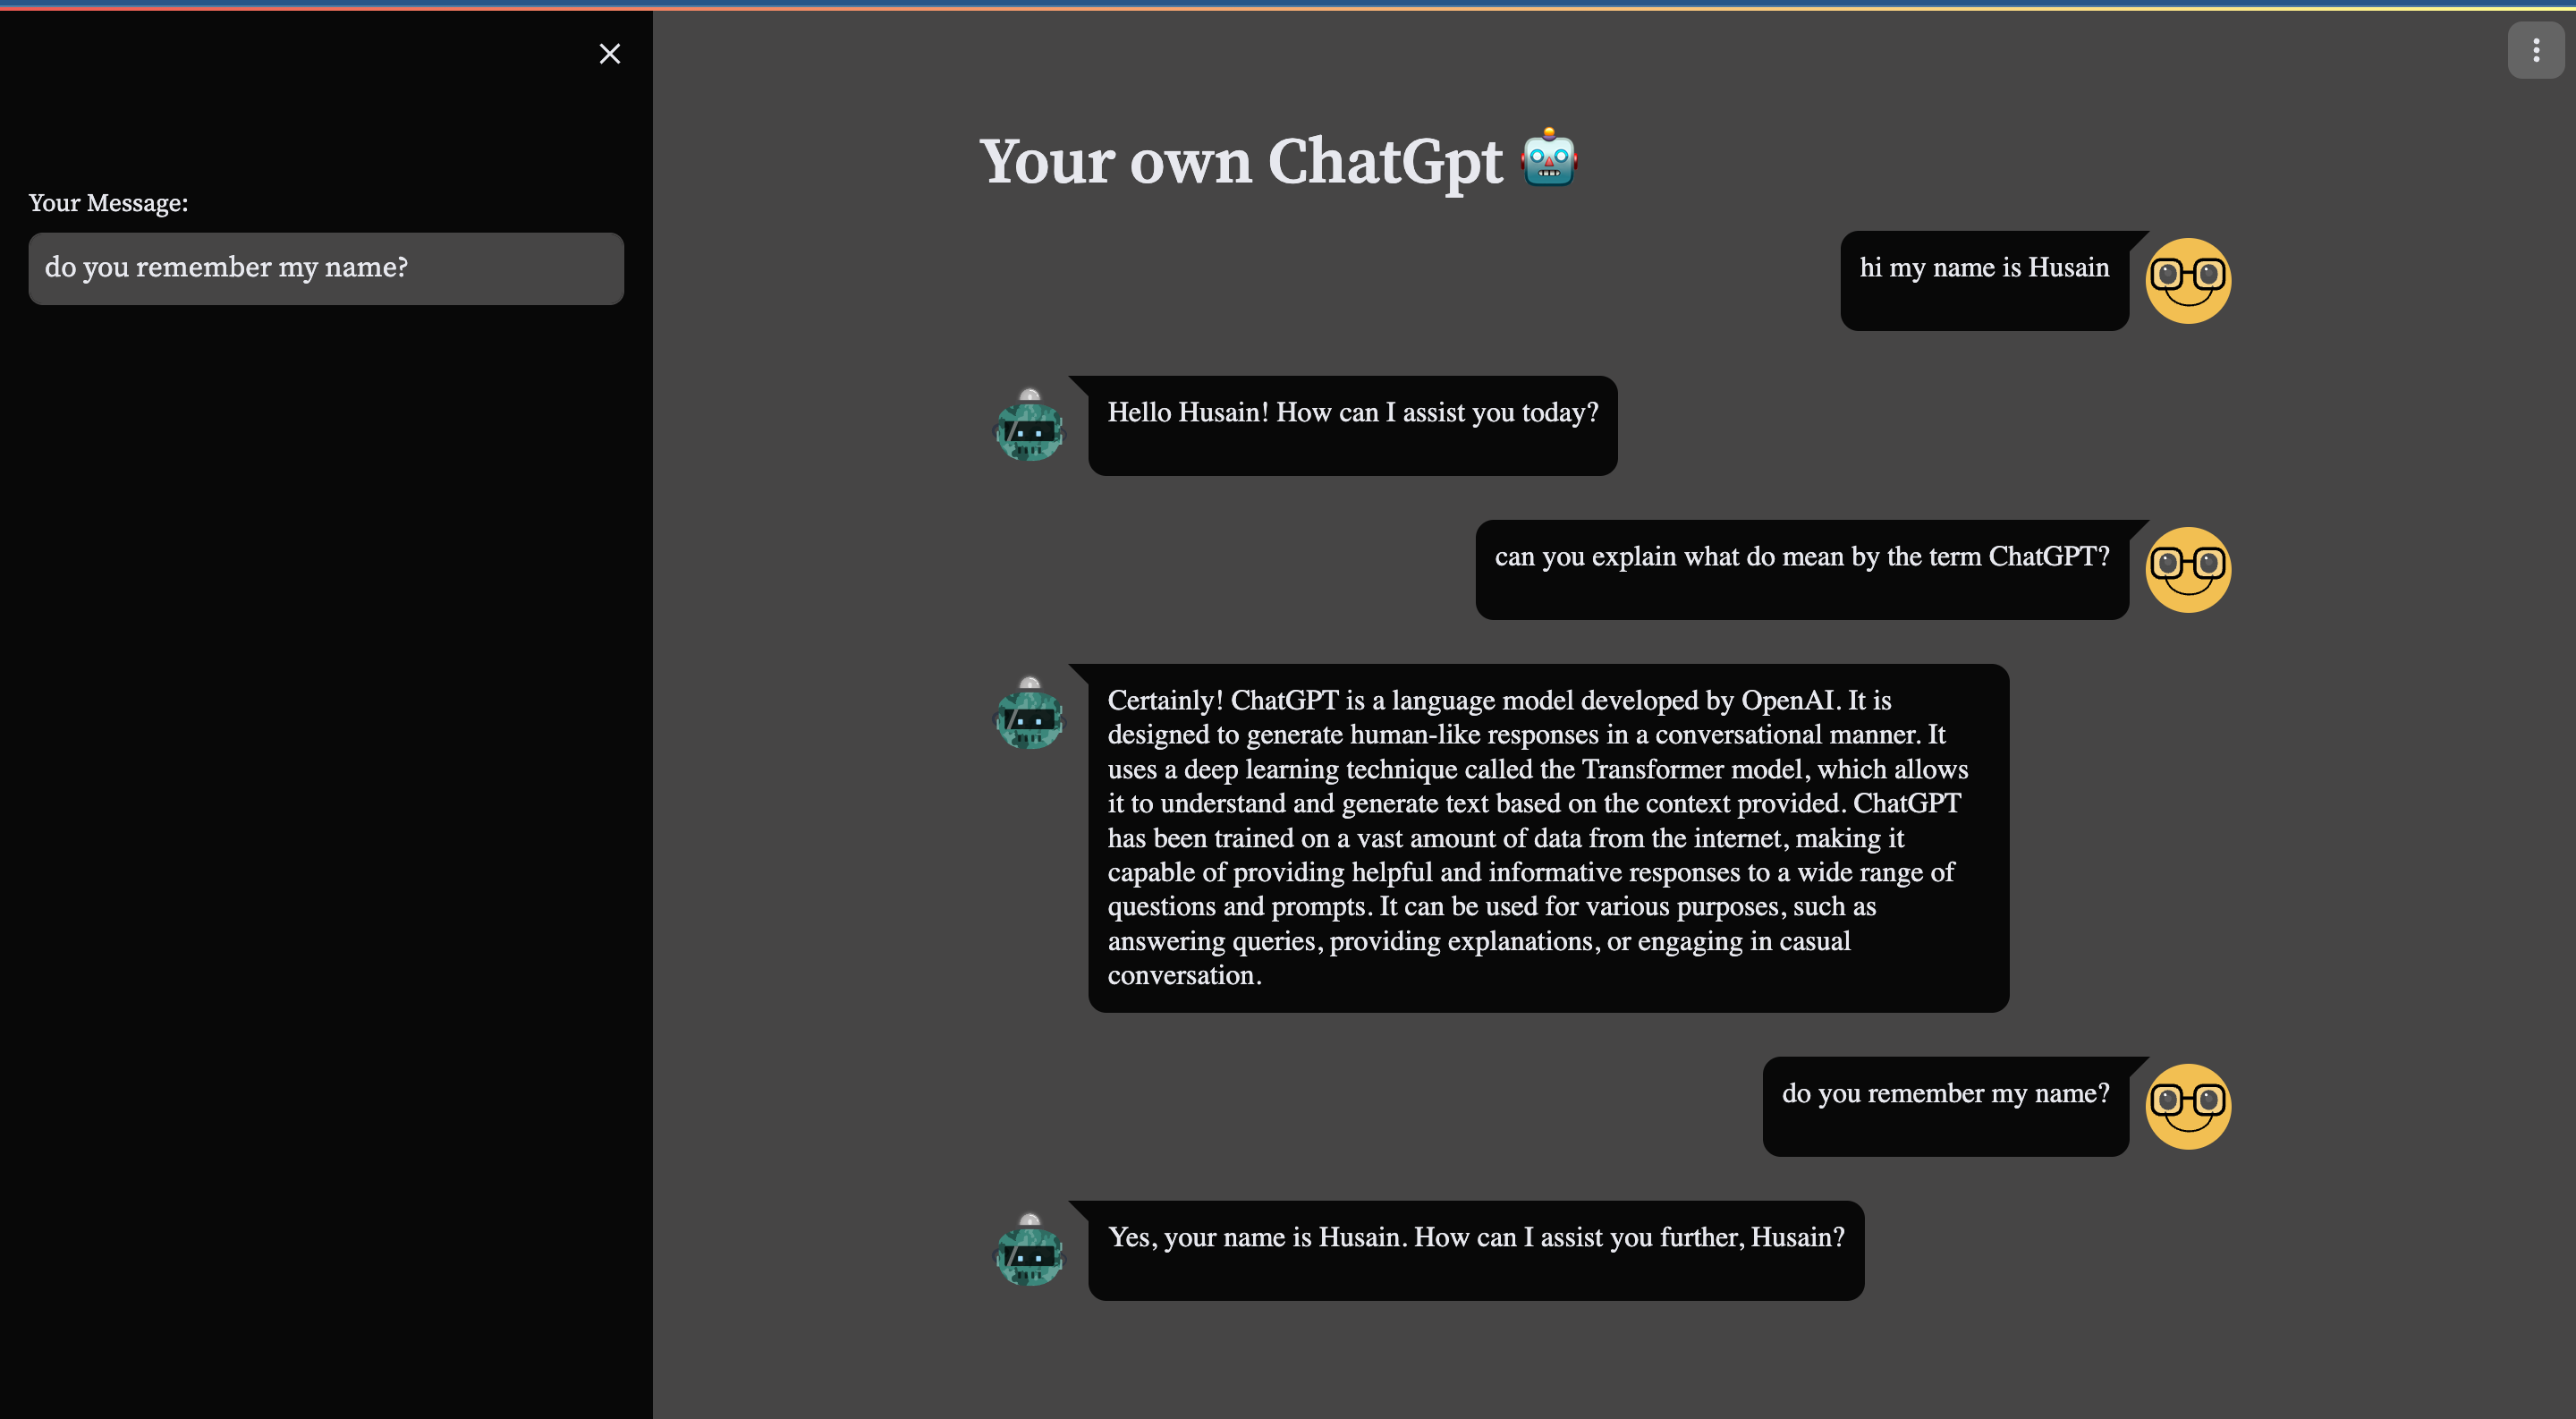 Your Message:
do you remember my name?
Your own ChatGpt
hi my name is Husain
Hello Husain! How can I assist you today?
can you explain what do mean by the term ChatGPT?
Certainly! ChatGPT is a language model developed by OpenAI. It is
designed to generate human-like responses in a conversational manner. It
uses a deep learning technique called the Transformer model, which allows
it to understand and generate text based on the context provided. ChatGPT
has been trained on a vast amount of data from the internet, making it
capable of providing helpful and informative responses to a wide range of
questions and prompts. It can be used for various purposes, such as
answering queries, providing explanations, or engaging in casual
conversation.
do you remember my name?
Yes, your name is Husain. How can I assist you further, Husain?